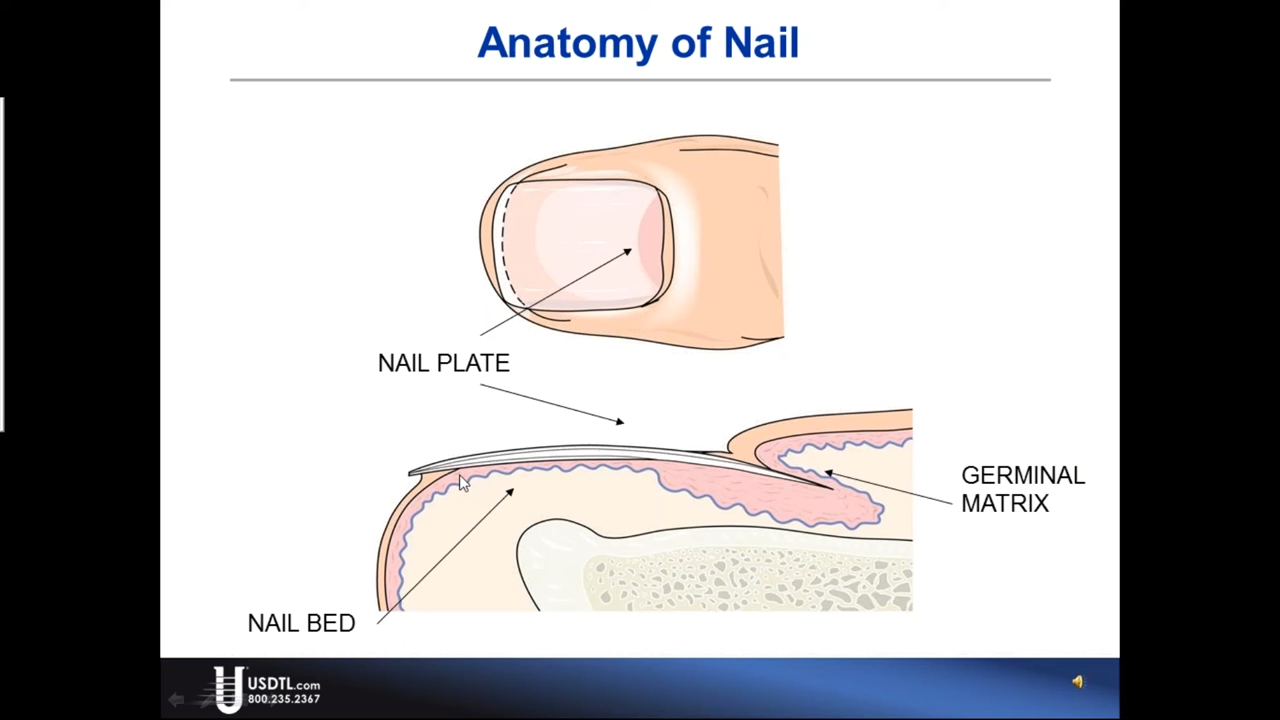 Anatomy of Nail
NAIL PLATE
GERMINAL
MATRIX
NAIL BED
USDTL.com
800.235.2367